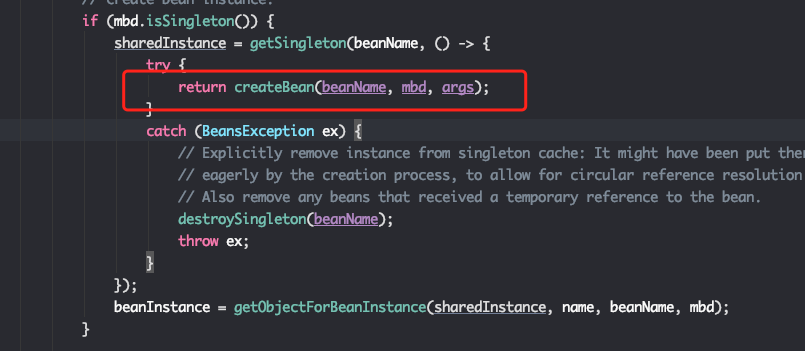 // Create bean instance.
if (mbd.isSingleton()) {
sharedInstance = getSingleton(beanName, () -> {
try {
return createBean(beanName, mbd, args);
}
catch (BeansException ex) {
// Explicitly remove instance from singleton cache: It might have been put
// eagerly by the creation process, to allow for circular reference resolution
// Also remove any beans that received a temporary reference to the bean.
destroySingleton(beanName);
throw ex;
}
});
beanInstance = getObjectForBeanInstance(sharedInstance, name, beanName, mbd);
}